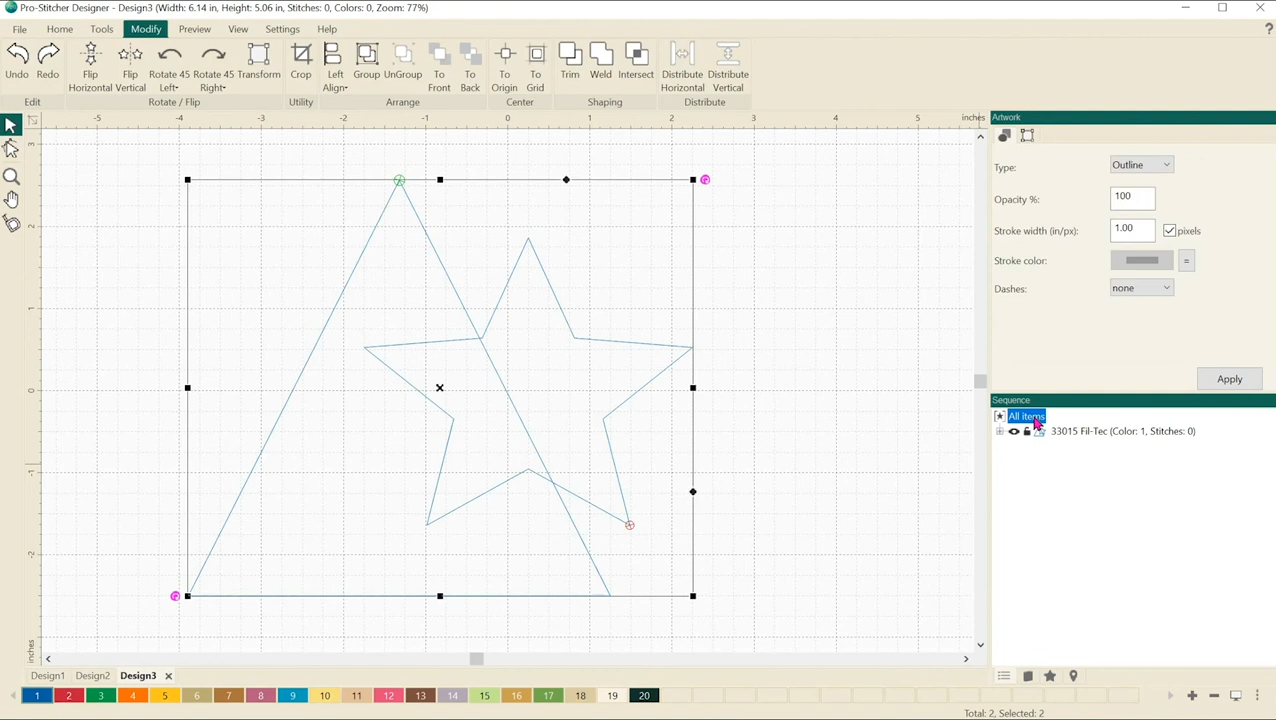 Pro-Stitcher Designer - Design3 (Width: 6.14 in, Height: 5.06 in, Stitches: 0, Colors: 0, Zoom: 77%)
File Home Tools Modify Preview View Settings Help
Undo Redo Flip Horizontal Flip Vertical Rotate 45 Left Rotate 45 Right Transform Crop Left Align Group UnGroup To Front To Back To Origin To Grid Trim Weld Intersect Distribute Horizontal Distribute Vertical
Edit Rotate / Flip Utility Arrange Center Shaping Distribute
-5 -4 -3 -2 -1 0 1 2 3 4 5 inches
3
2
1
0
-1
-2
inches
Artwork
Type: Outline
Opacity %: 100
Stroke width (in/px): 1.00 pixels
Stroke color: =
Dashes: none
Apply
Sequence
All items
33015 Fil-Tec (Color: 1, Stitches: 0)
Design1 Design2 Design3
1 2 3 4 5 6 7 8 9 10 11 12 13 14 15 16 17 18 19 20
Total: 2, Selected: 2